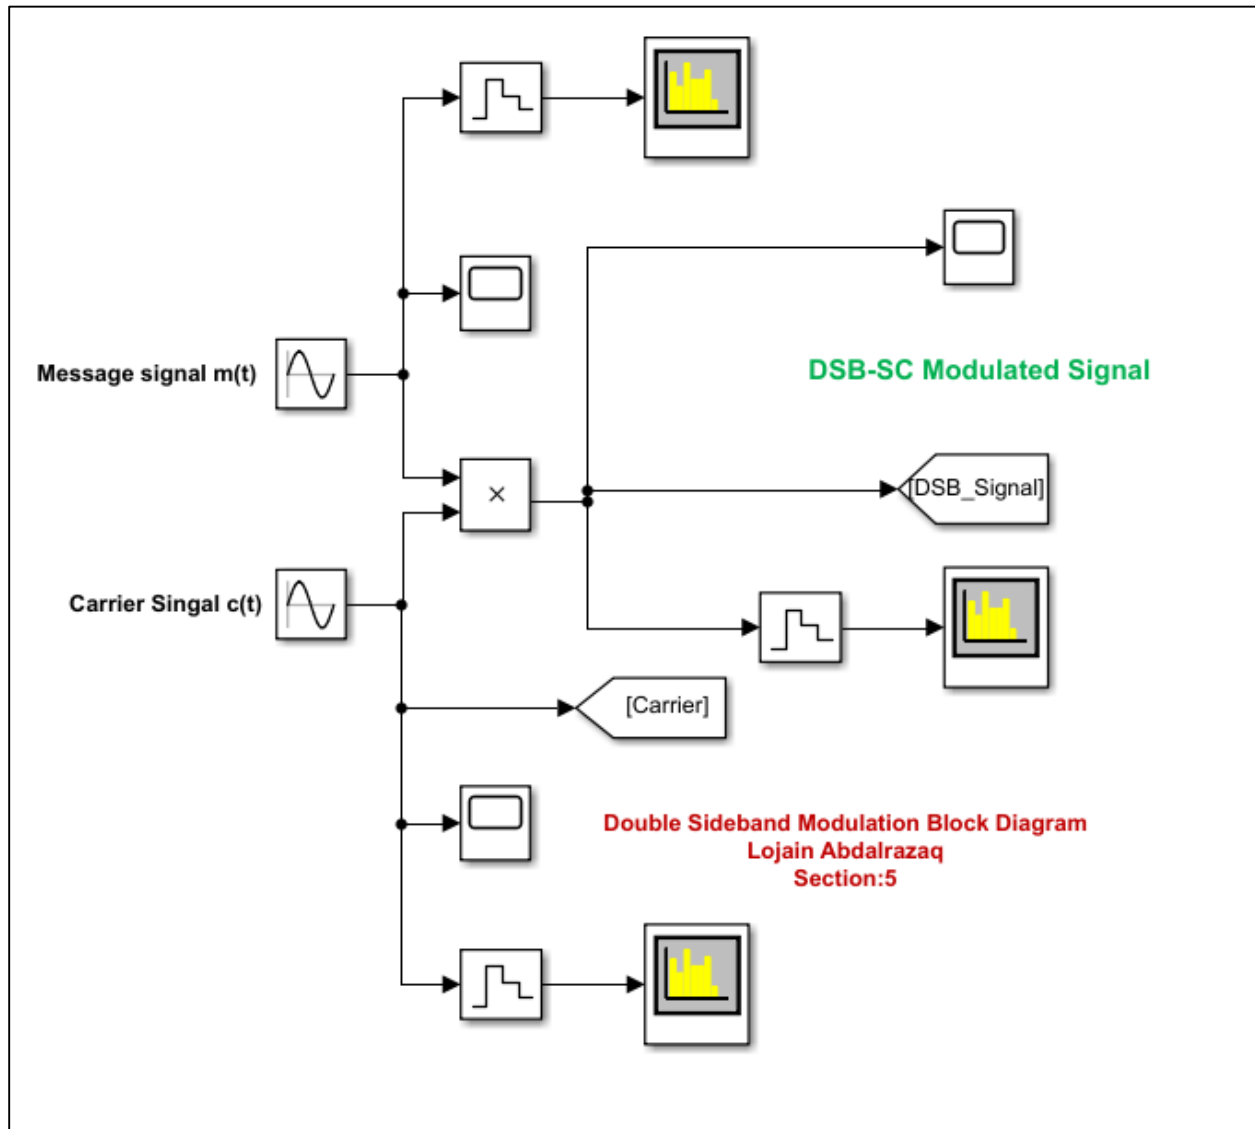 Message signal m(t)
DSB-SC Modulated Signal
×
[DSB_Signal]
Carrier Singal c(t)
[Carrier]
Double Sideband Modulation Block Diagram
Lojain Abdalrazaq
Section:5